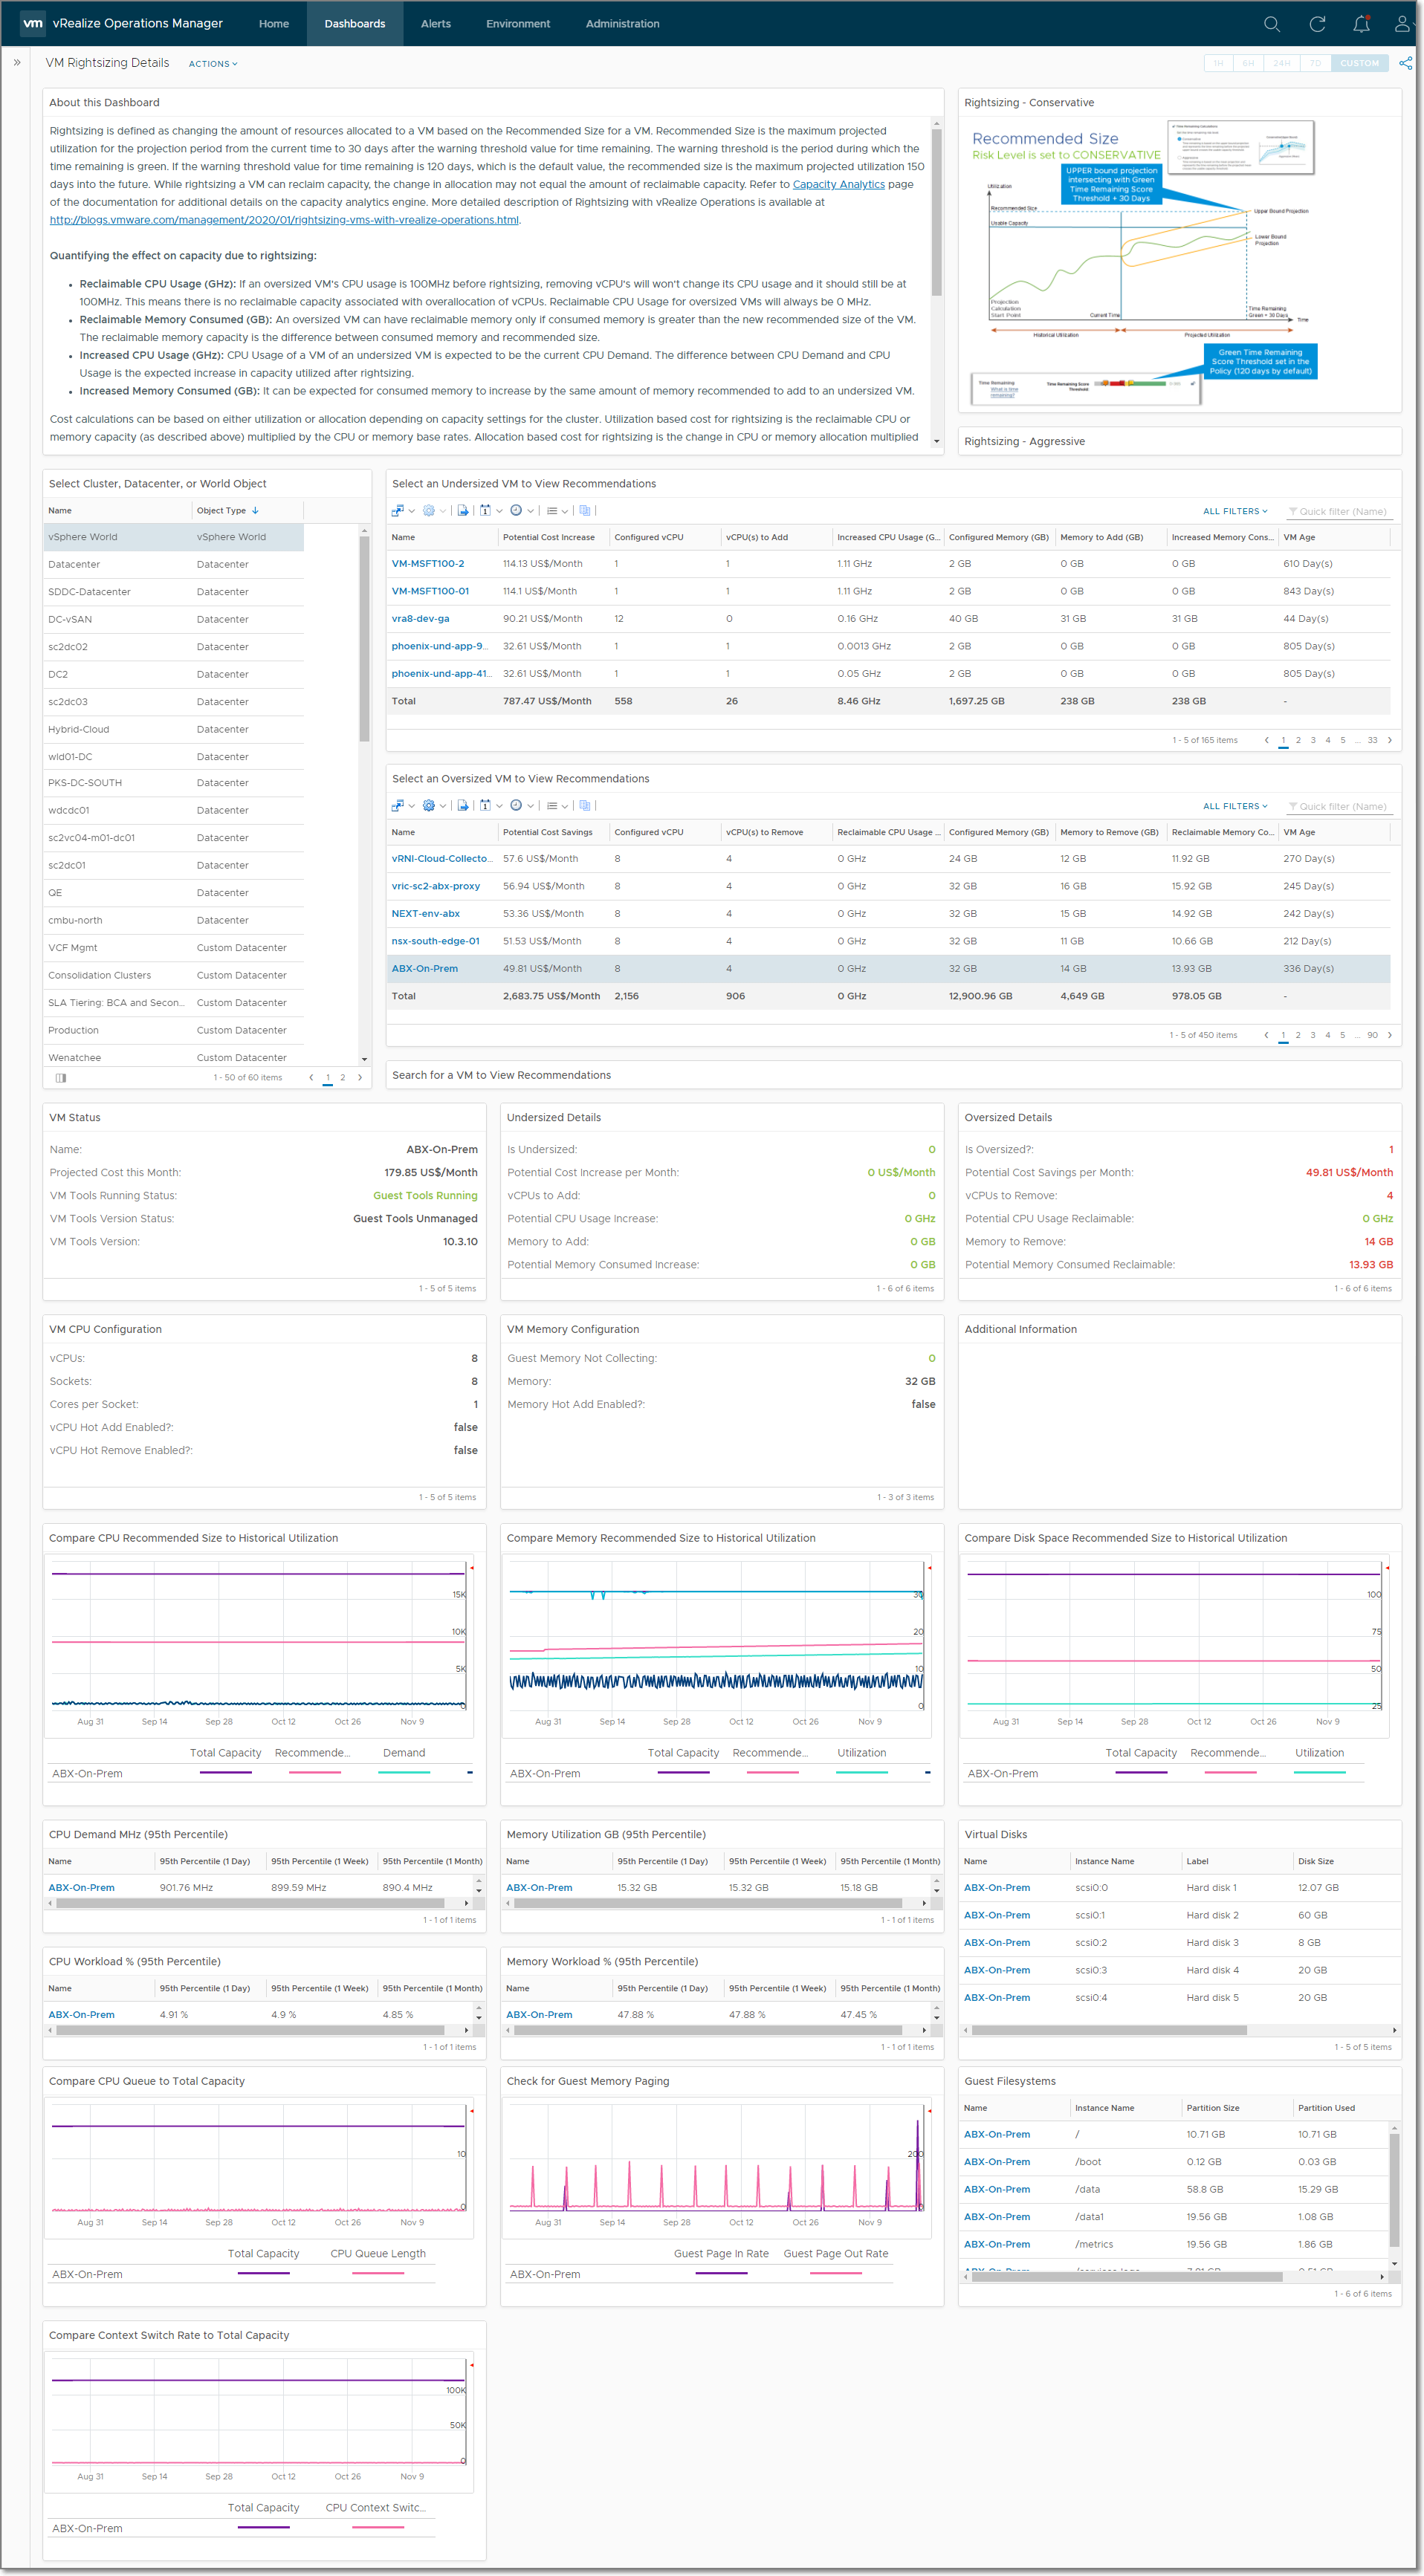 vm vRealize Operations Manager Home Dashboards Alerts Environment Administration
VM Rightsizing Details ACTIONS 1H 6H 24H 7D CUSTOM
About this Dashboard
Rightsizing is defined as changing the amount of resources allocated to a VM based on the Recommended Size for a VM. Recommended Size is the maximum projected
utilization for the projection period from the current time to 30 days after the warning threshold value for time remaining. The warning threshold is the period during which the
time remaining is green. If the warning threshold value for time remaining is 120 days, which is the default value, the recommended size is the maximum projected utilization 150
days into the future. While rightsizing a VM can reclaim capacity, the change in allocation may not equal the amount of reclaimable capacity. Refer to Capacity Analytics page
of the documentation for additional details on the capacity analytics engine. More detailed description of Rightsizing with vRealize Operations is available at
http://blogs.vmware.com/management/2020/01/rightsizing-vms-with-vrealize-operations.html.
Quantifying the effect on capacity due to rightsizing:
• Reclaimable CPU Usage (GHz): If an oversized VM's CPU usage is 100MHz before rightsizing, removing vCPU's will won't change its CPU usage and it should still be at
100MHz. This means there is no reclaimable capacity associated with overallocation of vCPUs. Reclaimable CPU Usage for oversized VMs will always be 0 MHz.
• Reclaimable Memory Consumed (GB): An oversized VM can have reclaimable memory only if consumed memory is greater than the new recommended size of the VM.
The reclaimable memory capacity is the difference between consumed memory and recommended size.
• Increased CPU Usage (GHz): CPU Usage of a VM of an undersized VM is expected to be the current CPU Demand. The difference between CPU Demand and CPU
Usage is the expected increase in capacity utilized after rightsizing.
• Increased Memory Consumed (GB): It can be expected for consumed memory to increase by the same amount of memory recommended to add to an undersized VM.
Cost calculations can be based on either utilization or allocation depending on capacity settings for the cluster. Utilization based cost for rightsizing is the reclaimable CPU or
memory capacity (as described above) multiplied by the CPU or memory base rates. Allocation based cost for rightsizing is the change in CPU or memory allocation multiplied
Rightsizing - Conservative
Recommended Size
Risk Level is set to CONSERVATIVE
UPPER bound projection
intersecting with Green
Time Remaining Score
Threshold + 30 Days
Utilization
Recommended Size
Usable Capacity
Upper Bound Projection
Lower Bound
Projection
Projection
Calculation
Start Point
Current Time
Time Remaining
Green + 30 Days
Time
Historical Utilization
Projected Utilization
Green Time Remaining
Score Threshold set in the
Policy (120 days by default)
Time Remaining
What is time
remaining?
Time Remaining Score
Threshold
Rightsizing - Aggressive
Select Cluster, Datacenter, or World Object
Name Object Type
vSphere World vSphere World
Datacenter Datacenter
SDDC-Datacenter Datacenter
DC-vSAN Datacenter
sc2dc02 Datacenter
DC2 Datacenter
sc2dc03 Datacenter
Hybrid-Cloud Datacenter
wld01-DC Datacenter
PKS-DC-SOUTH Datacenter
wdcdc01 Datacenter
sc2vc04-m01-dc01 Datacenter
sc2dc01 Datacenter
QE Datacenter
cmbu-north Datacenter
VCF Mgmt Custom Datacenter
Consolidation Clusters Custom Datacenter
SLA Tiering: BCA and Secon... Custom Datacenter
Production Custom Datacenter
Wenatchee Custom Datacenter
1 - 50 of 60 items 1 2
Select an Undersized VM to View Recommendations
ALL FILTERS Quick filter (Name)
Name Potential Cost Increase Configured vCPU vCPU(s) to Add Increased CPU Usage (G... Configured Memory (GB) Memory to Add (GB) Increased Memory Cons... VM Age
VM-MSFT100-2 114.13 US$/Month 1 1 1.11 GHz 2 GB 0 GB 0 GB 610 Day(s)
VM-MSFT100-01 114.1 US$/Month 1 1 1.11 GHz 2 GB 0 GB 0 GB 843 Day(s)
vra8-dev-ga 90.21 US$/Month 12 0 0.16 GHz 40 GB 31 GB 31 GB 44 Day(s)
phoenix-und-app-9... 32.61 US$/Month 1 1 0.0013 GHz 2 GB 0 GB 0 GB 805 Day(s)
phoenix-und-app-41... 32.61 US$/Month 1 1 0.05 GHz 2 GB 0 GB 0 GB 805 Day(s)
Total 787.47 US$/Month 558 26 8.46 GHz 1,697.25 GB 238 GB 238 GB -
1 - 5 of 165 items 1 2 3 4 5 ... 33
Select an Oversized VM to View Recommendations
ALL FILTERS Quick filter (Name)
Name Potential Cost Savings Configured vCPU vCPU(s) to Remove Reclaimable CPU Usage ... Configured Memory (GB) Memory to Remove (GB) Reclaimable Memory Co... VM Age
vRNI-Cloud-Collecto... 57.6 US$/Month 8 4 0 GHz 24 GB 12 GB 11.92 GB 270 Day(s)
vric-sc2-abx-proxy 56.94 US$/Month 8 4 0 GHz 32 GB 16 GB 15.92 GB 245 Day(s)
NEXT-env-abx 53.36 US$/Month 8 4 0 GHz 32 GB 15 GB 14.92 GB 242 Day(s)
nsx-south-edge-01 51.53 US$/Month 8 4 0 GHz 32 GB 11 GB 10.66 GB 212 Day(s)
ABX-On-Prem 49.81 US$/Month 8 4 0 GHz 32 GB 14 GB 13.93 GB 336 Day(s)
Total 2,683.75 US$/Month 2,156 906 0 GHz 12,900.96 GB 4,649 GB 978.05 GB -
1 - 5 of 450 items 1 2 3 4 5 ... 90
Search for a VM to View Recommendations
VM Status
Name: ABX-On-Prem
Projected Cost this Month: 179.85 US$/Month
VM Tools Running Status: Guest Tools Running
VM Tools Version Status: Guest Tools Unmanaged
VM Tools Version: 10.3.10
1 - 5 of 5 items
Undersized Details
Is Undersized: 0
Potential Cost Increase per Month: 0 US$/Month
vCPUs to Add: 0
Potential CPU Usage Increase: 0 GHz
Memory to Add: 0 GB
Potential Memory Consumed Increase: 0 GB
1 - 6 of 6 items
Oversized Details
Is Oversized?: 1
Potential Cost Savings per Month: 49.81 US$/Month
vCPUs to Remove: 4
Potential CPU Usage Reclaimable: 0 GHz
Memory to Remove: 14 GB
Potential Memory Consumed Reclaimable: 13.93 GB
1 - 6 of 6 items
VM CPU Configuration
vCPUs: 8
Sockets: 8
Cores per Socket: 1
vCPU Hot Add Enabled?: false
vCPU Hot Remove Enabled?: false
1 - 5 of 5 items
VM Memory Configuration
Guest Memory Not Collecting: 0
Memory: 32 GB
Memory Hot Add Enabled?: false
1 - 3 of 3 items
Additional Information
Compare CPU Recommended Size to Historical Utilization
15K
10K
5K
0
Aug 31 Sep 14 Sep 28 Oct 12 Oct 26 Nov 9
Total Capacity Recommende... Demand
ABX-On-Prem
Compare Memory Recommended Size to Historical Utilization
30
20
10
0
Aug 31 Sep 14 Sep 28 Oct 12 Oct 26 Nov 9
Total Capacity Recommende... Utilization
ABX-On-Prem
Compare Disk Space Recommended Size to Historical Utilization
100
75
50
25
Aug 31 Sep 14 Sep 28 Oct 12 Oct 26 Nov 9
Total Capacity Recommende... Utilization
ABX-On-Prem
CPU Demand MHz (95th Percentile)
Name 95th Percentile (1 Day) 95th Percentile (1 Week) 95th Percentile (1 Month)
ABX-On-Prem 901.76 MHz 899.59 MHz 890.4 MHz
1 - 1 of 1 items
Memory Utilization GB (95th Percentile)
Name 95th Percentile (1 Day) 95th Percentile (1 Week) 95th Percentile (1 Month)
ABX-On-Prem 15.32 GB 15.32 GB 15.18 GB
1 - 1 of 1 items
Virtual Disks
Name Instance Name Label Disk Size
ABX-On-Prem scsi0:0 Hard disk 1 12.07 GB
ABX-On-Prem scsi0:1 Hard disk 2 60 GB
ABX-On-Prem scsi0:2 Hard disk 3 8 GB
ABX-On-Prem scsi0:3 Hard disk 4 20 GB
ABX-On-Prem scsi0:4 Hard disk 5 20 GB
1 - 5 of 5 items
CPU Workload % (95th Percentile)
Name 95th Percentile (1 Day) 95th Percentile (1 Week) 95th Percentile (1 Month)
ABX-On-Prem 4.91 % 4.9 % 4.85 %
1 - 1 of 1 items
Memory Workload % (95th Percentile)
Name 95th Percentile (1 Day) 95th Percentile (1 Week) 95th Percentile (1 Month)
ABX-On-Prem 47.88 % 47.88 % 47.45 %
1 - 1 of 1 items
Compare CPU Queue to Total Capacity
10
0
Aug 31 Sep 14 Sep 28 Oct 12 Oct 26 Nov 9
Total Capacity CPU Queue Length
ABX-On-Prem
Check for Guest Memory Paging
200
0
Aug 31 Sep 14 Sep 28 Oct 12 Oct 26 Nov 9
Guest Page In Rate Guest Page Out Rate
ABX-On-Prem
Guest Filesystems
Name Instance Name Partition Size Partition Used
ABX-On-Prem / 10.71 GB 10.71 GB
ABX-On-Prem /boot 0.12 GB 0.03 GB
ABX-On-Prem /data 58.8 GB 15.29 GB
ABX-On-Prem /data1 19.56 GB 1.08 GB
ABX-On-Prem /metrics 19.56 GB 1.86 GB
1 - 6 of 6 items
Compare Context Switch Rate to Total Capacity
100K
50K
0
Aug 31 Sep 14 Sep 28 Oct 12 Oct 26 Nov 9
Total Capacity CPU Context Switc...
ABX-On-Prem